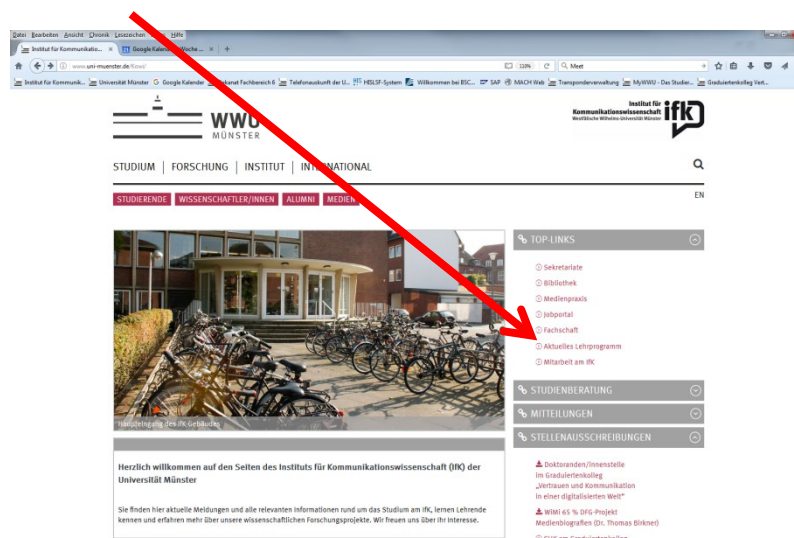 Datei Bearbeiten Ansicht Chronik Lesezeichen Hilfe
Institut für Kommunikatio... × Google Kalender Woche ... × +
www.uni-muenster.de/Kowi/ 110% Meet
Institut für Kommunik... Universität Münster Google Kalender Dekanat Fachbereich 6 Telefonauskunft der U... HISLSF-System Willkommen bei BSC... SAP MACH Web Transponderverwaltung MyWWU - Das Studier... Graduiertenkolleg Vert...
WWU
MÜNSTER
Institut für
Kommunikationswissenschaft
Westfälische Wilhelms-Universität Münster
ifk
STUDIUM | FORSCHUNG | INSTITUT | INTERNATIONAL
STUDIERENDE WISSENSCHAFTLER/INNEN ALUMNI MEDIEN
EN
TOP-LINKS
Sekretariate
Bibliothek
Medienpraxis
Jobportal
Fachschaft
Aktuelles Lehrprogramm
Mitarbeit am IfK
STUDIENBERATUNG
MITTEILUNGEN
STELLENAUSSCHREIBUNGEN
Doktoranden/innenstelle
im Graduiertenkolleg
„Vertrauen und Kommunikation
in einer digitalisierten Welt"
WiMi 65 % DFG-Projekt
Medienbiografien (Dr. Thomas Birkner)
Haupteingang des IfK Gebäudes
Herzlich willkommen auf den Seiten des Instituts für Kommunikationswissenschaft (IfK) der
Universität Münster
Sie finden hier aktuelle Meldungen und alle relevanten Informationen rund um das Studium am IfK, lernen Lehrende
kennen und erfahren mehr über unsere wissenschaftlichen Forschungsprojekte. Wir freuen uns über Ihr Interesse.